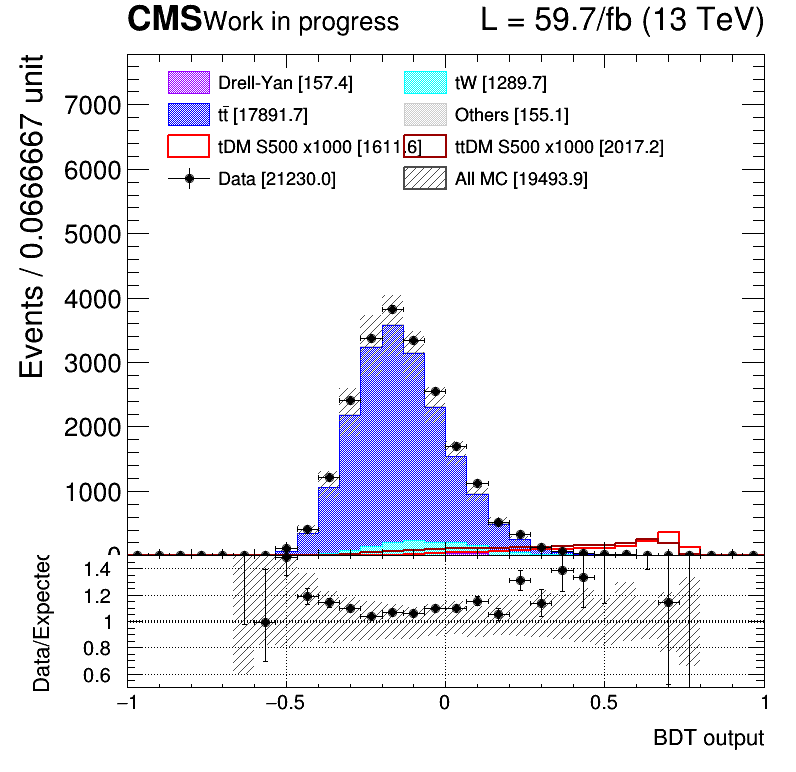 CMS Work in progress L = 59.7/fb (13 TeV)
Drell-Yan [157.4] tW [1289.7]
tt̄ [17891.7] Others [155.1]
tDM S500 x1000 [1611.6] ttDM S500 x1000 [2017.2]
Data [21230.0] All MC [19493.9]
Events / 0.0666667 unit
7000
6000
5000
4000
3000
2000
1000
0
Data/Expected
1.4
1.2
1
0.8
0.6
−1 −0.5 0 0.5 1
BDT output